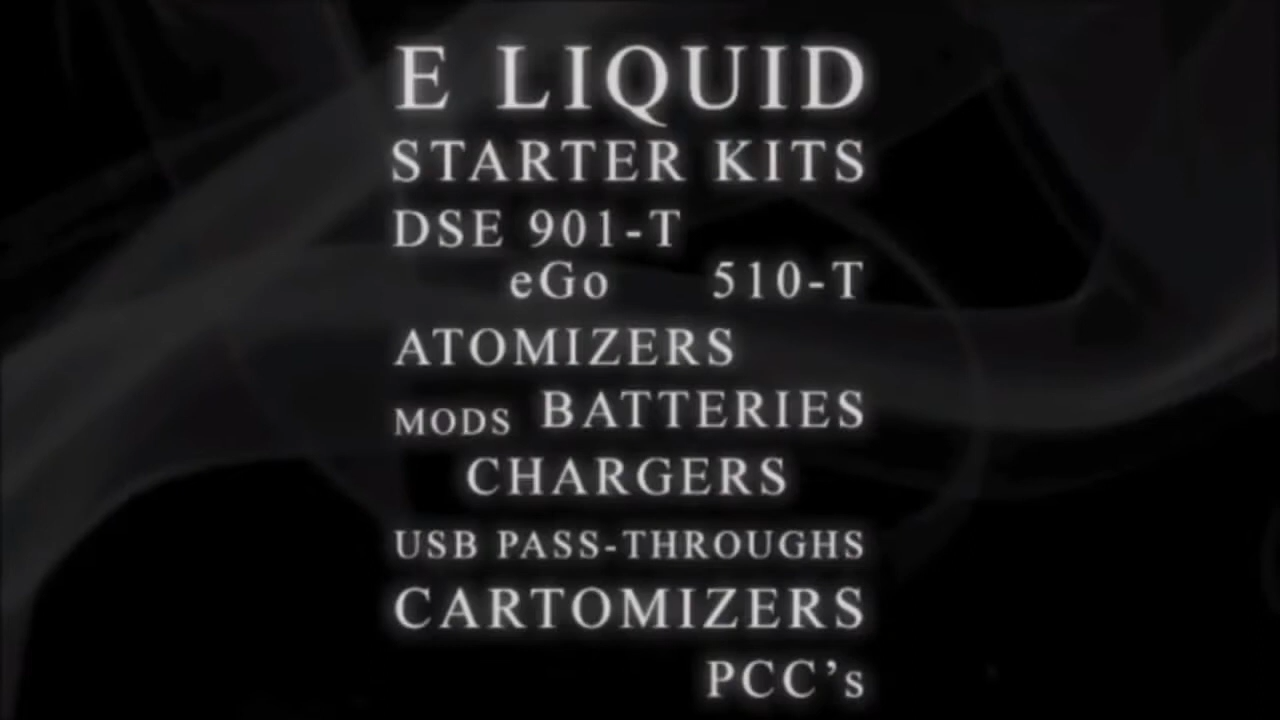 E LIQUID
STARTER KITS
DSE 901-T
eGo 510-T
ATOMIZERS
MODS BATTERIES
CHARGERS
USB PASS-THROUGHS
CARTOMIZERS
PCC's